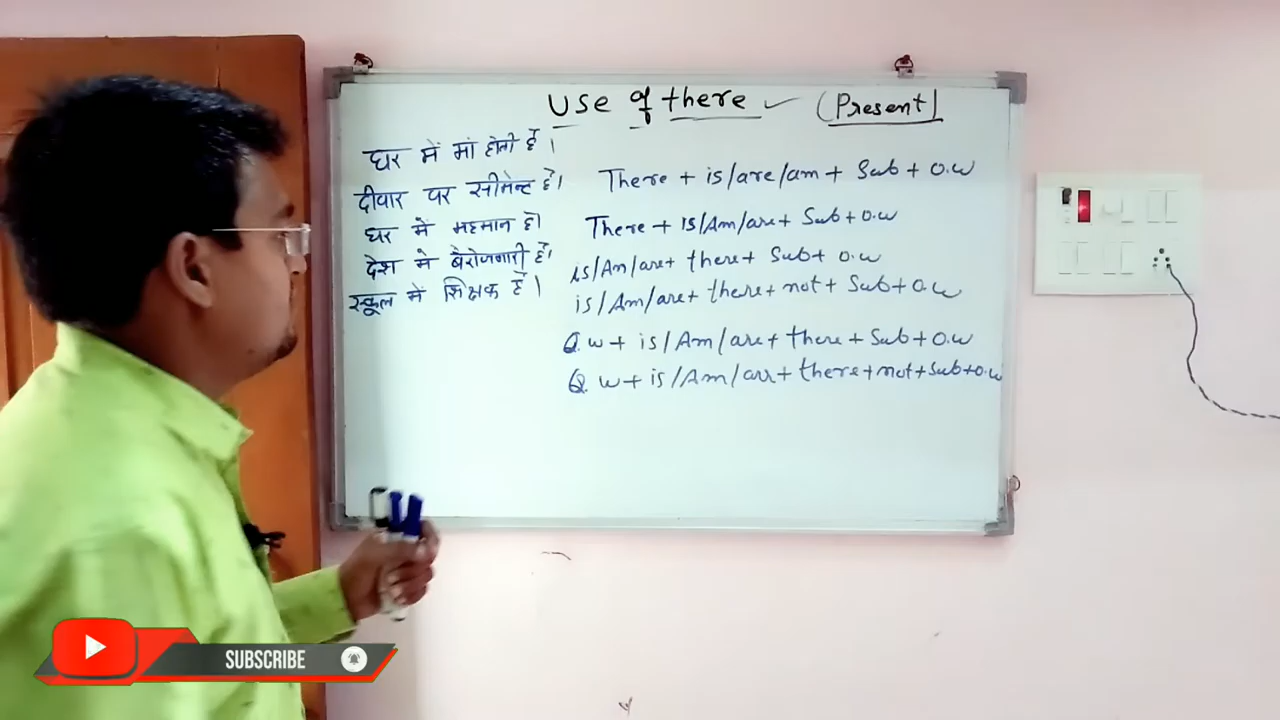 Use of there ✓ (Present)
घर में मां होती हैं ।
दीवार पर सीमेन्ट है।
घर में महमान हो।
देश मे बैरोजगारी हैं।
स्कूल में शिक्षक हैं ।
There + is/are/am + Sub + O.W
There + is/Am/are + Sub + O.W
is/Am/are + there + Sub + O.W
is/Am/are + there + not + Sub + O.W
Q.W + is/Am/are + there + Sub + O.W
Q.W + is/Am/are + there + not + Sub + O.W
SUBSCRIBE